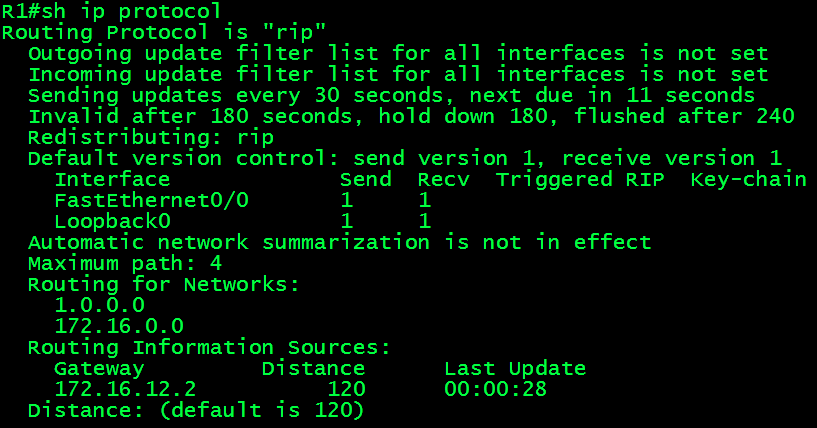 R1#sh ip protocol
Routing Protocol is "rip"
  Outgoing update filter list for all interfaces is not set
  Incoming update filter list for all interfaces is not set
  Sending updates every 30 seconds, next due in 11 seconds
  Invalid after 180 seconds, hold down 180, flushed after 240
  Redistributing: rip
  Default version control: send version 1, receive version 1
    Interface             Send  Recv  Triggered RIP  Key-chain
    FastEthernet0/0       1     1
    Loopback0             1     1
  Automatic network summarization is not in effect
  Maximum path: 4
  Routing for Networks:
    1.0.0.0
    172.16.0.0
  Routing Information Sources:
    Gateway         Distance      Last Update
    172.16.12.2          120      00:00:28
  Distance: (default is 120)